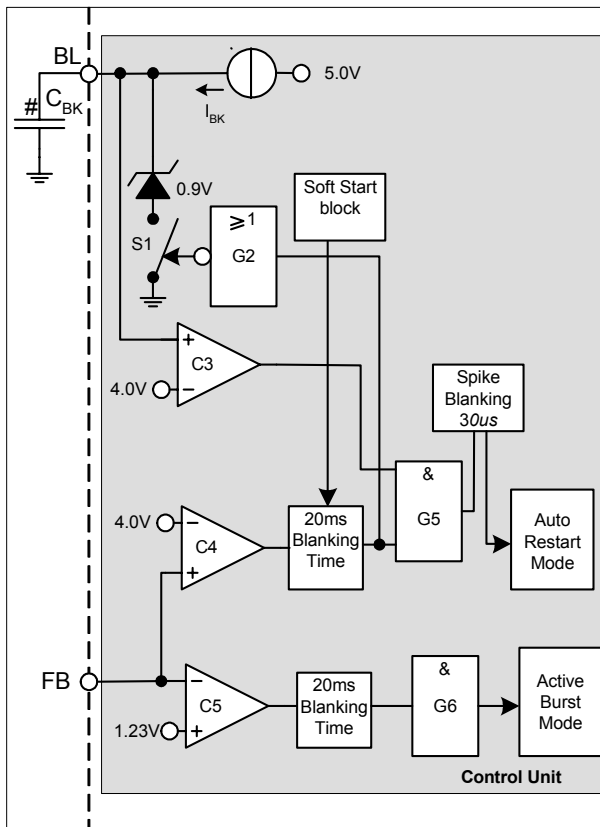 BL
5.0V
# C_BK
I_BK
0.9V
Soft Start
block
S1
≥1
G2
+
C3
4.0V
−
Spike
Blanking
30us
&
G5
4.0V
−
C4
+
20ms
Blanking
Time
Auto
Restart
Mode
FB
−
C5
1.23V
+
20ms
Blanking
Time
&
G6
Active
Burst
Mode
Control Unit